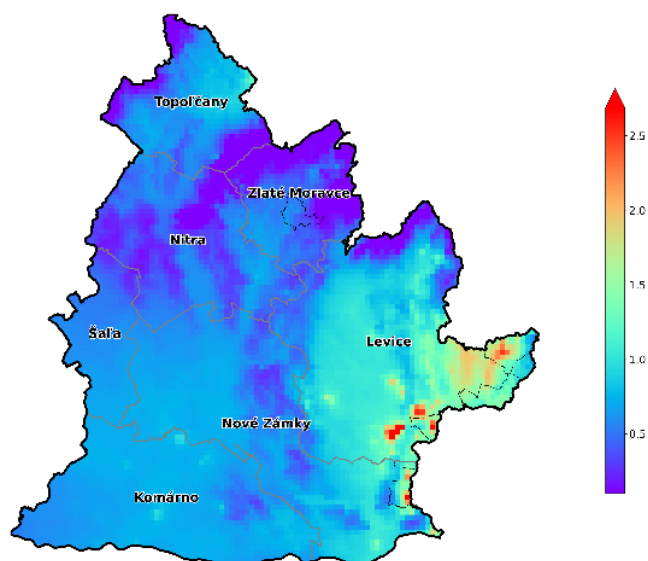 Topoľčany
Zlaté Moravce
Nitra
Šaľa
Levice
Nové Zámky
Komárno
2.5
2.0
1.5
1.0
0.5